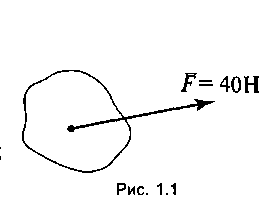 F̄ = 40Н
Рис. 1.1